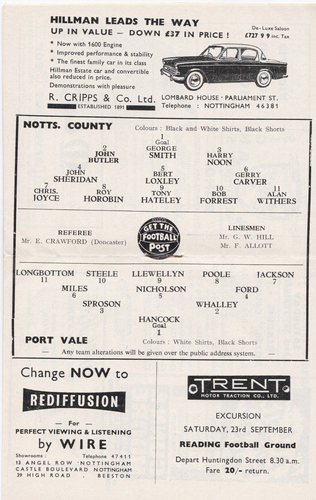 HILLMAN LEADS THE WAY
UP IN VALUE — DOWN £37 IN PRICE !
De-Luxe Saloon
£727 9 9 inc. Tax
★ Now with 1600 Engine
★ Improved performance & stability
★ The finest family car in its class
Hillman Estate car and convertible
also reduced in price.
Demonstrations with pleasure
R. CRIPPS & Co. Ltd.
ESTABLISHED 1891
LOMBARD HOUSE - PARLIAMENT ST.
Telephone : NOTTINGHAM 46381
NOTTS. COUNTY
Colours : Black and White Shirts, Black Shorts
1
Goal
GEORGE
SMITH
2
JOHN
BUTLER
3
HARRY
NOON
4
JOHN
SHERIDAN
5
BERT
LOXLEY
6
GERRY
CARVER
7
CHRIS.
JOYCE
8
ROY
HOROBIN
9
TONY
HATELEY
10
BOB
FORREST
11
ALAN
WITHERS
REFEREE
Mr. E. CRAWFORD (Doncaster)
GET THE
FOOTBALL
POST
LINESMEN
Mr. G. W. HILL
Mr. F. ALLOTT
LONGBOTTOM STEELE LLEWELLYN POOLE JACKSON
11 10 9 8 7
MILES NICHOLSON FORD
6 5 4
SPROSON WHALLEY
3 2
HANCOCK
Goal
1
PORT VALE
Colours : White Shirts, Black Shorts
— Any team alterations will be given over the public address system. —
Change NOW to
REDIFFUSION
— For —
PERFECT VIEWING & LISTENING
by WIRE
Showrooms : Telephone 47411
13 ANGEL ROW NOTTINGHAM
CASTLE BOULEVARD NOTTINGHAM
39 HIGH ROAD BEESTON
TRENT
MOTOR TRACTION CO., LTD.
EXCURSION
SATURDAY, 23rd SEPTEMBER
READING Football Ground
Depart Huntingdon Street 8.30 a.m.
Fare 20/- return.